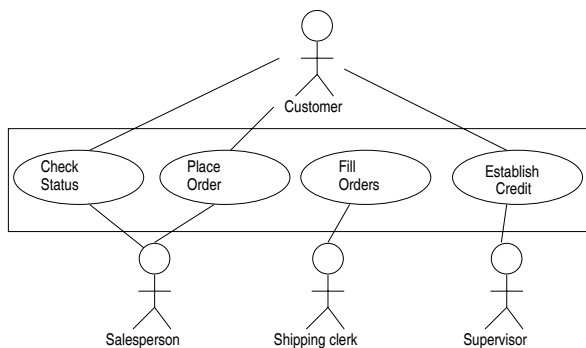 Customer
Check
Status
Place
Order
Fill
Orders
Establish
Credit
Salesperson
Shipping clerk
Supervisor